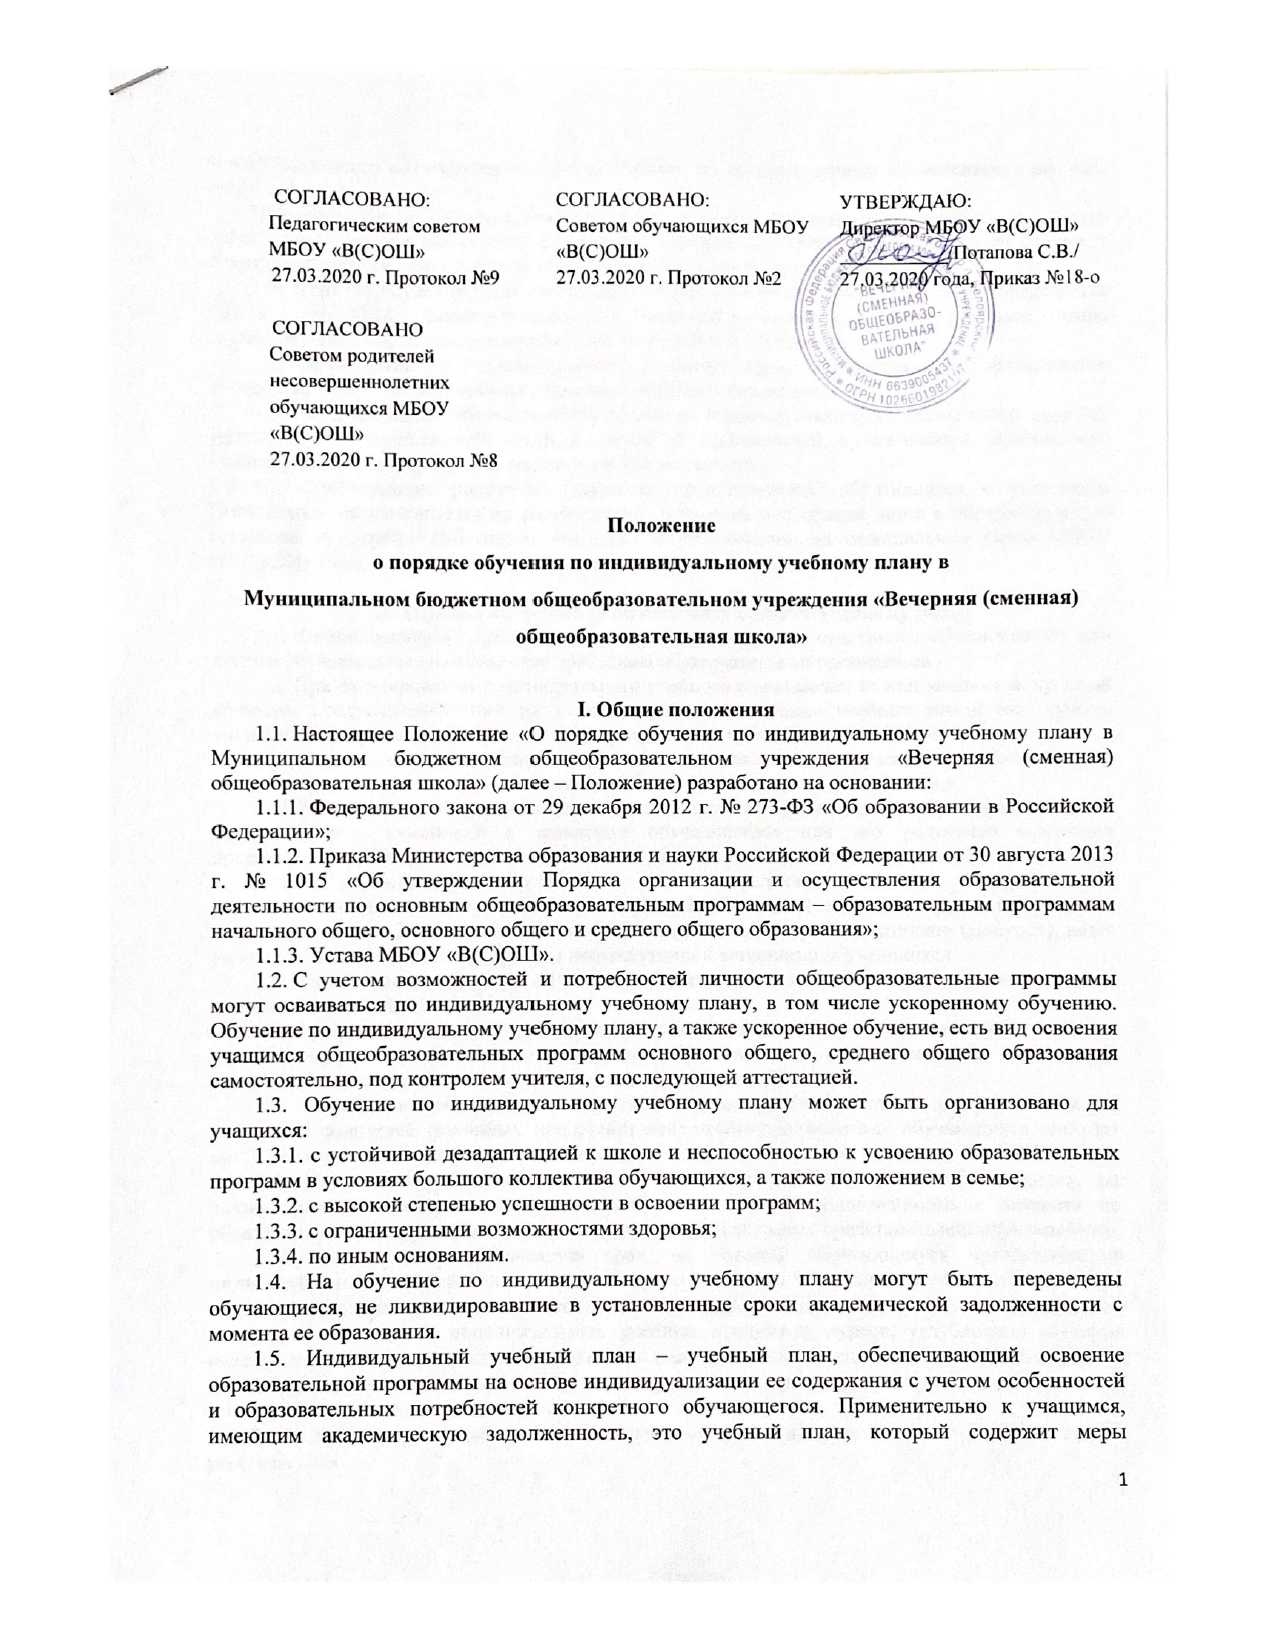 СОГЛАСОВАНО:
Педагогическим советом
МБОУ «В(С)ОШ»
27.03.2020 г. Протокол №9
СОГЛАСОВАНО:
Советом обучающихся МБОУ
«В(С)ОШ»
27.03.2020 г. Протокол №2
УТВЕРЖДАЮ:
Директор МБОУ «В(С)ОШ»
/Потапова С.В./
27.03.2020 года, Приказ №18-о
"ВЕЧЕРНЯЯ
(СМЕННАЯ)
ОБЩЕОБРАЗО-
ВАТЕЛЬНАЯ
ШКОЛА"
ИНН 6639005437
Российская Федерация
СОГЛАСОВАНО
Советом родителей
несовершеннолетних
обучающихся МБОУ
«В(С)ОШ»
27.03.2020 г. Протокол №8
Положение
о порядке обучения по индивидуальному учебному плану в
Муниципальном бюджетном общеобразовательном учреждения «Вечерняя (сменная)
общеобразовательная школа»
I. Общие положения
1.1. Настоящее Положение «О порядке обучения по индивидуальному учебному плану в
Муниципальном бюджетном общеобразовательном учреждения «Вечерняя (сменная)
общеобразовательная школа» (далее – Положение) разработано на основании:
1.1.1. Федерального закона от 29 декабря 2012 г. № 273-ФЗ «Об образовании в Российской
Федерации»;
1.1.2. Приказа Министерства образования и науки Российской Федерации от 30 августа 2013
г. № 1015 «Об утверждении Порядка организации и осуществления образовательной
деятельности по основным общеобразовательным программам – образовательным программам
начального общего, основного общего и среднего общего образования»;
1.1.3. Устава МБОУ «В(С)ОШ».
1.2. С учетом возможностей и потребностей личности общеобразовательные программы
могут осваиваться по индивидуальному учебному плану, в том числе ускоренному обучению.
Обучение по индивидуальному учебному плану, а также ускоренное обучение, есть вид освоения
учащимся общеобразовательных программ основного общего, среднего общего образования
самостоятельно, под контролем учителя, с последующей аттестацией.
1.3. Обучение по индивидуальному учебному плану может быть организовано для
учащихся:
1.3.1. с устойчивой дезадаптацией к школе и неспособностью к усвоению образовательных
программ в условиях большого коллектива обучающихся, а также положением в семье;
1.3.2. с высокой степенью успешности в освоении программ;
1.3.3. с ограниченными возможностями здоровья;
1.3.4. по иным основаниям.
1.4. На обучение по индивидуальному учебному плану могут быть переведены
обучающиеся, не ликвидировавшие в установленные сроки академической задолженности с
момента ее образования.
1.5. Индивидуальный учебный план – учебный план, обеспечивающий освоение
образовательной программы на основе индивидуализации ее содержания с учетом особенностей
и образовательных потребностей конкретного обучающегося. Применительно к учащимся,
имеющим академическую задолженность, это учебный план, который содержит меры
1